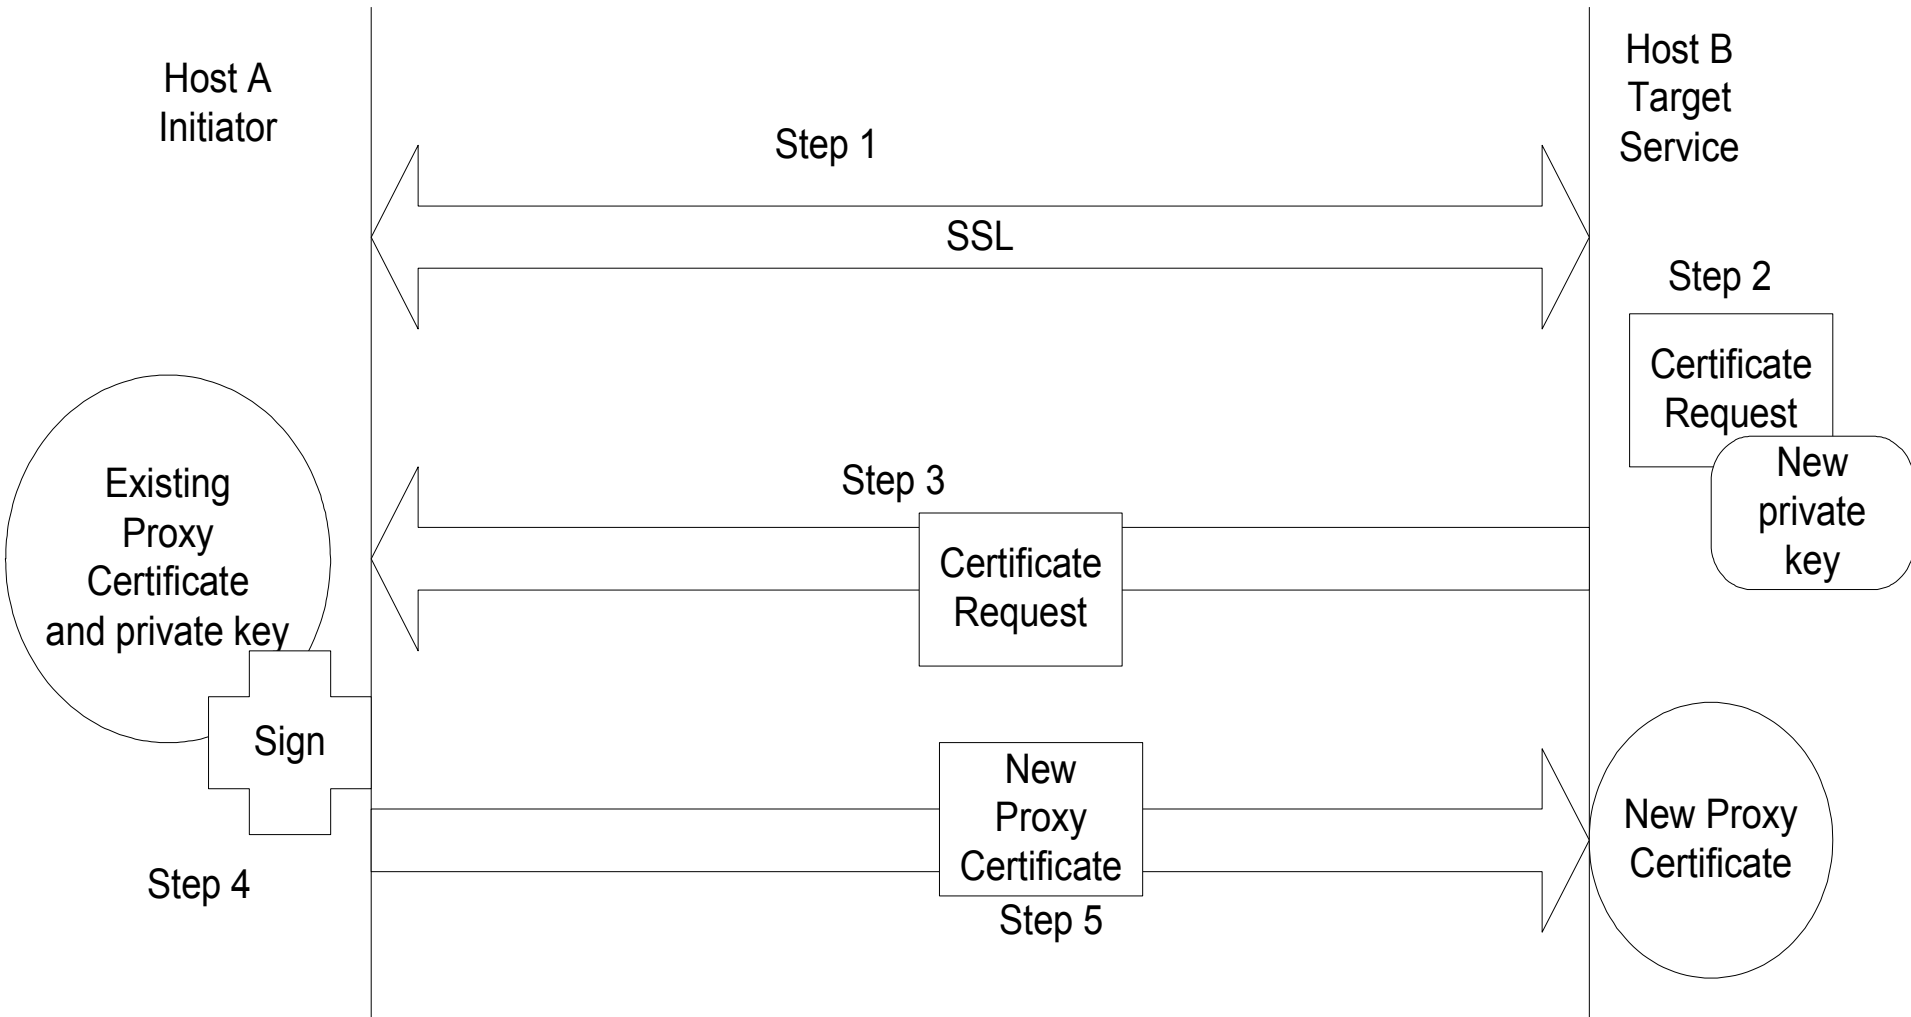 Host A
Initiator
Host B
Target
Service
Step 1
SSL
Step 2
Certificate
Request
New
private
key
Step 3
Certificate
Request
Existing
Proxy
Certificate
and private key
Sign
Step 4
New
Proxy
Certificate
Step 5
New Proxy
Certificate